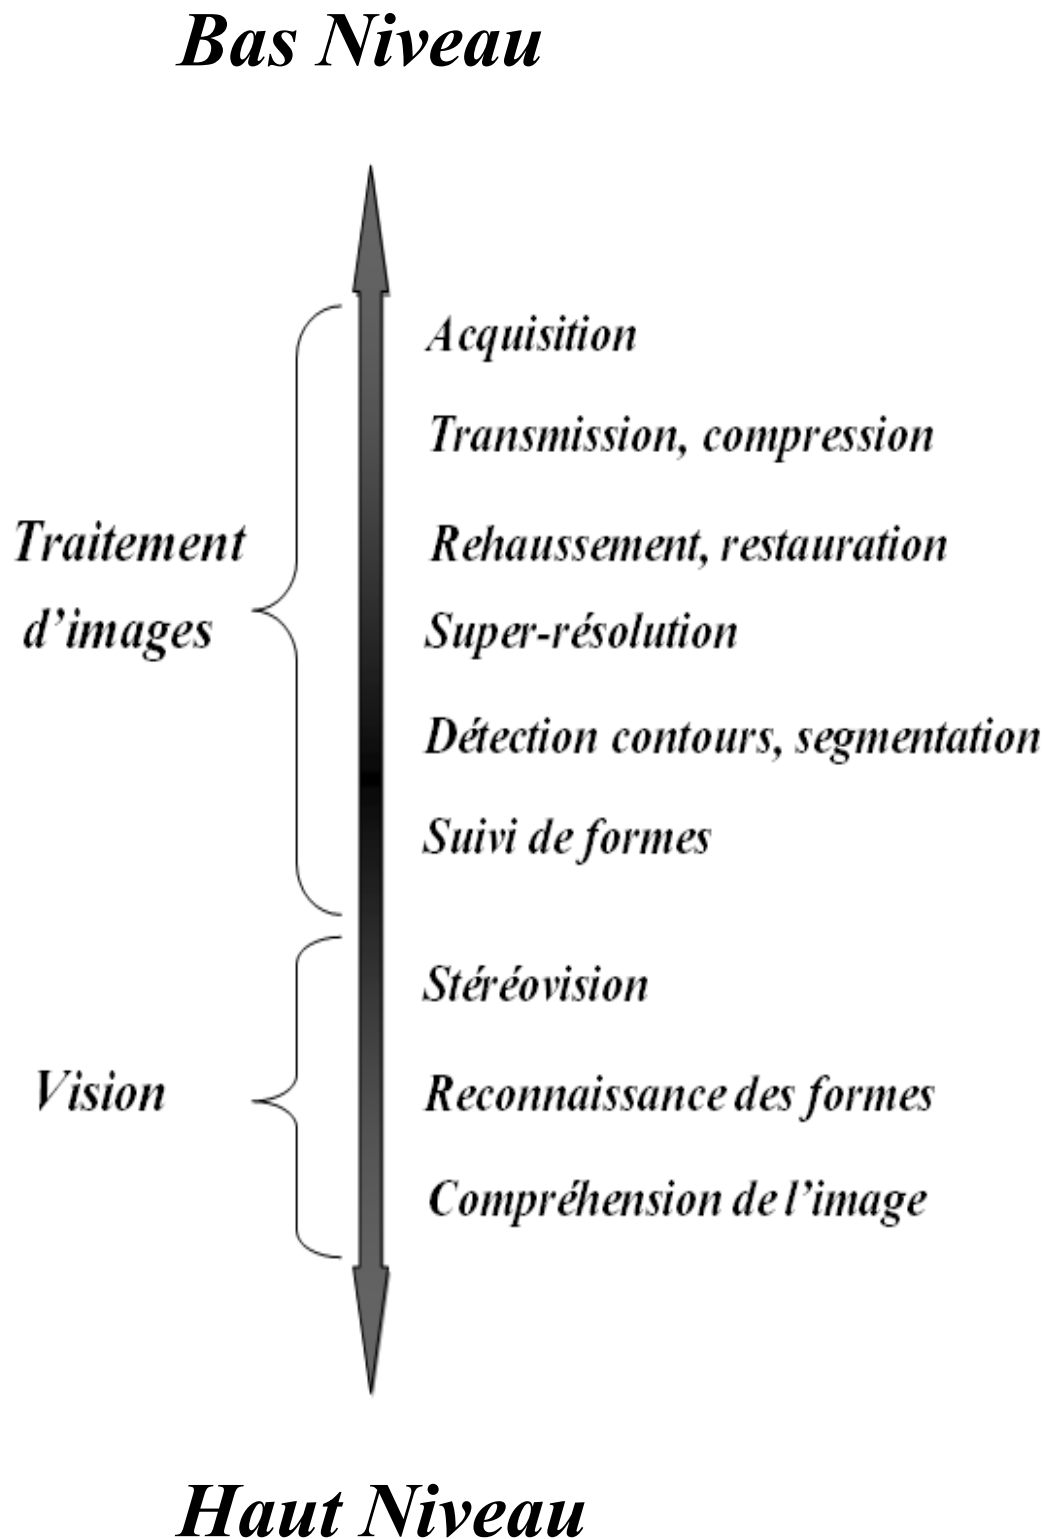 Bas Niveau
Acquisition
Transmission, compression
Rehaussement, restauration
Traitement
d’images
Super-résolution
Détection contours, segmentation
Suivi de formes
Stéréovision
Vision
Reconnaissance des formes
Compréhension de l’image
Haut Niveau